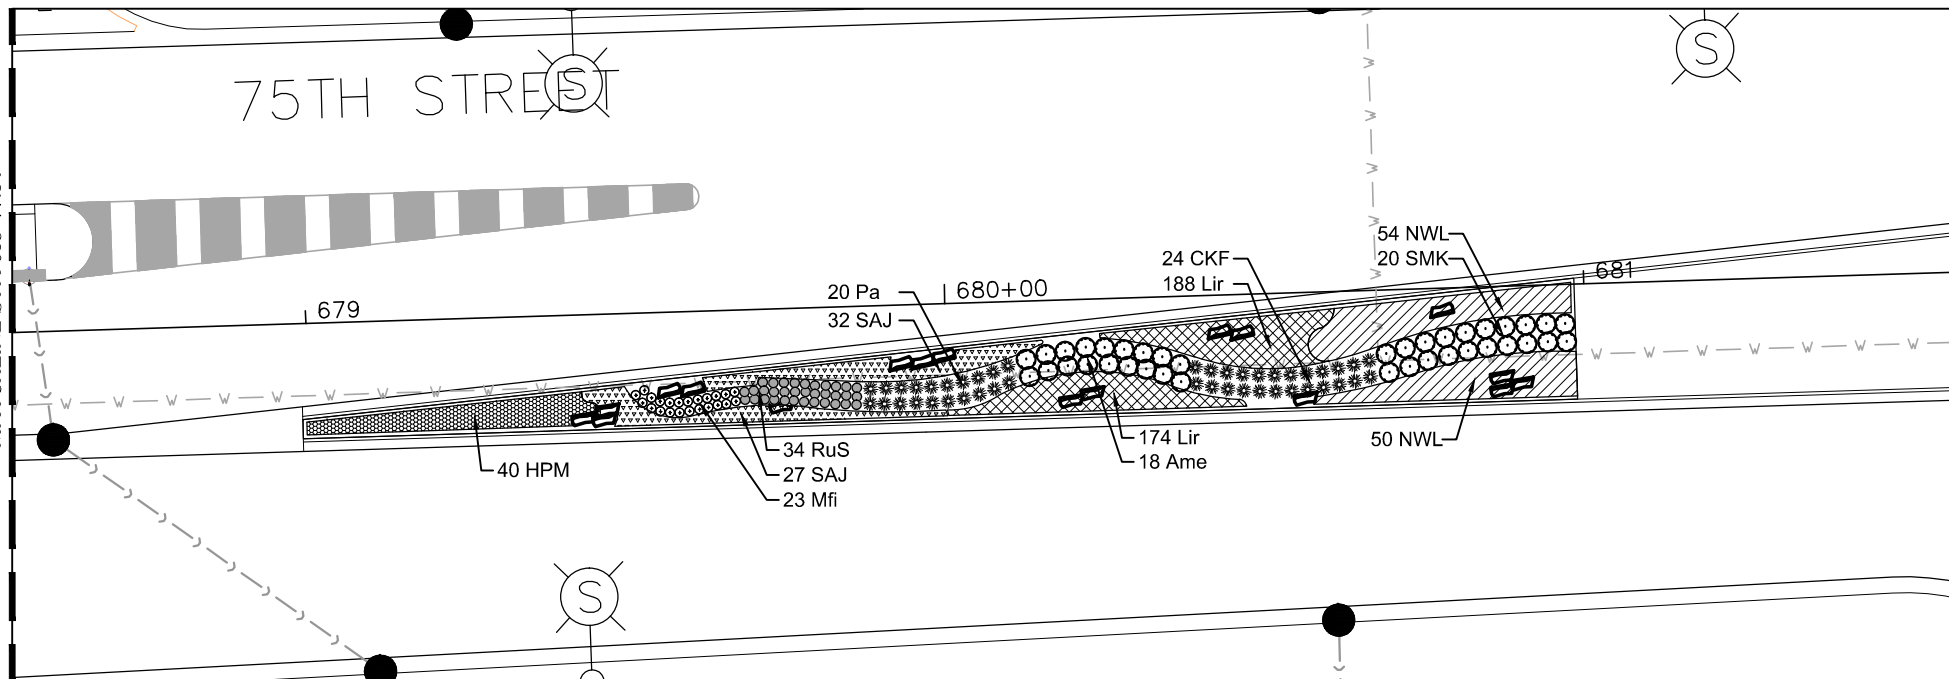 75TH STREET
S
S
54 NWL
20 SMK
24 CKF
188 Lir
681
680+00
20 Pa
679
32 SAJ
174 Lir
18 Ame
50 NWL
34 RuS
40 HPM
27 SAJ
23 Mfi
S